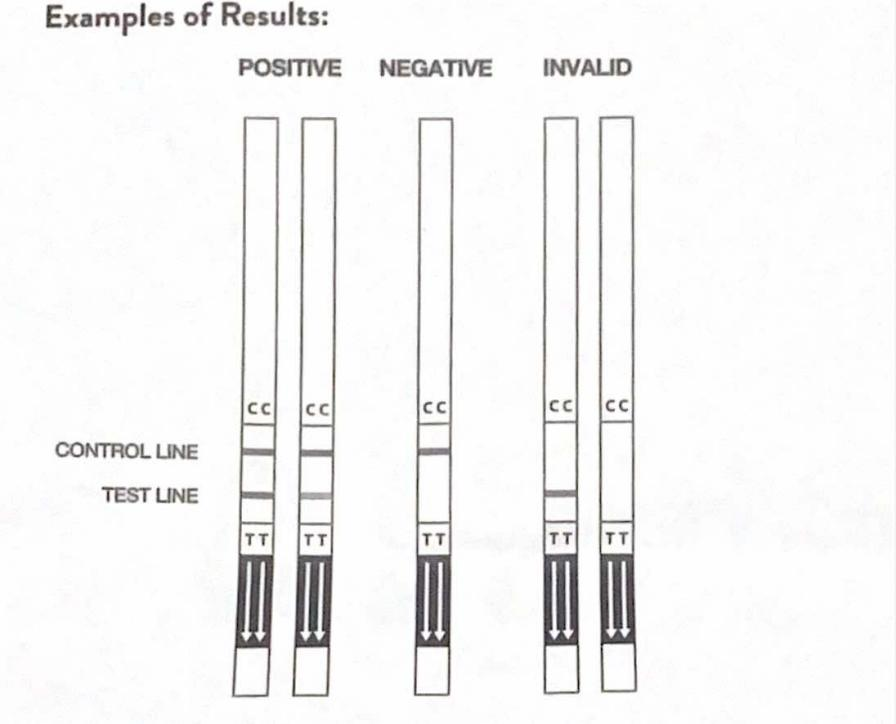 Examples of Results:
POSITIVE NEGATIVE INVALID
CC CC CC CC CC
CONTROL LINE
TEST LINE
TT TT TT TT TT